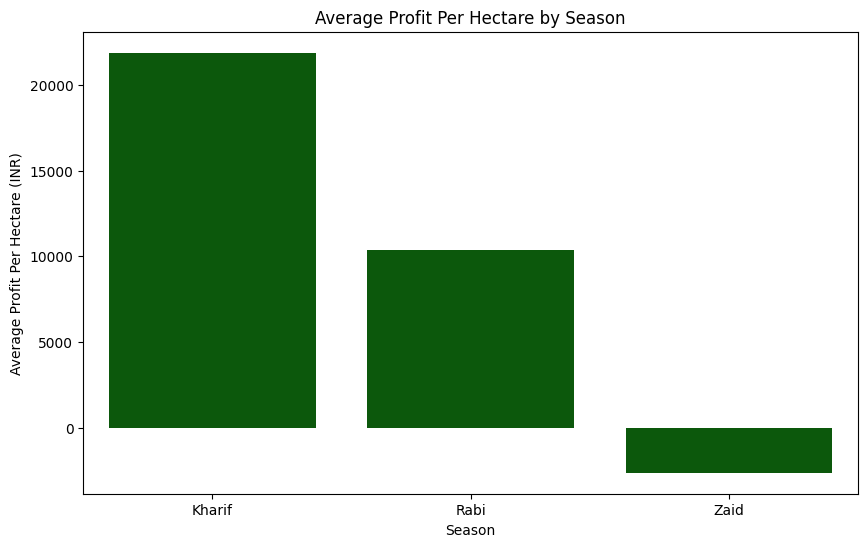 Average Profit Per Hectare by Season
Average Profit Per Hectare (INR)
20000
15000
10000
5000
0
Kharif
Rabi
Zaid
Season